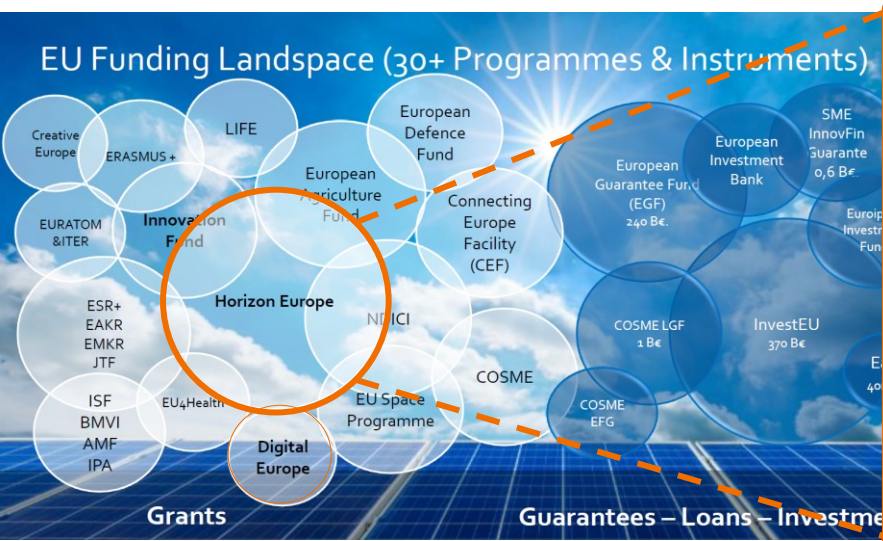 EU Funding Landspace (30+ Programmes & Instruments)
Creative
Europe
ERASMUS +
LIFE
European
Defence
Fund
European
Agriculture
Fund
EURATOM
&ITER
Innovation
Fund
Connecting
Europe
Facility
(CEF)
Horizon Europe
NDICI
ESR+
EAKR
EMKR
JTF
COSME
ISF
BMVI
AMF
IPA
EU4Health
EU Space
Programme
Digital
Europe
Grants
European
Guarantee Fund
(EGF)
240 B€.
European
Investment
Bank
SME
InnovFin
Guarante
0,6 B€.
COSME LGF
1 B€
InvestEU
370 B€
COSME
EFG
Guarantees – Loans – Investme